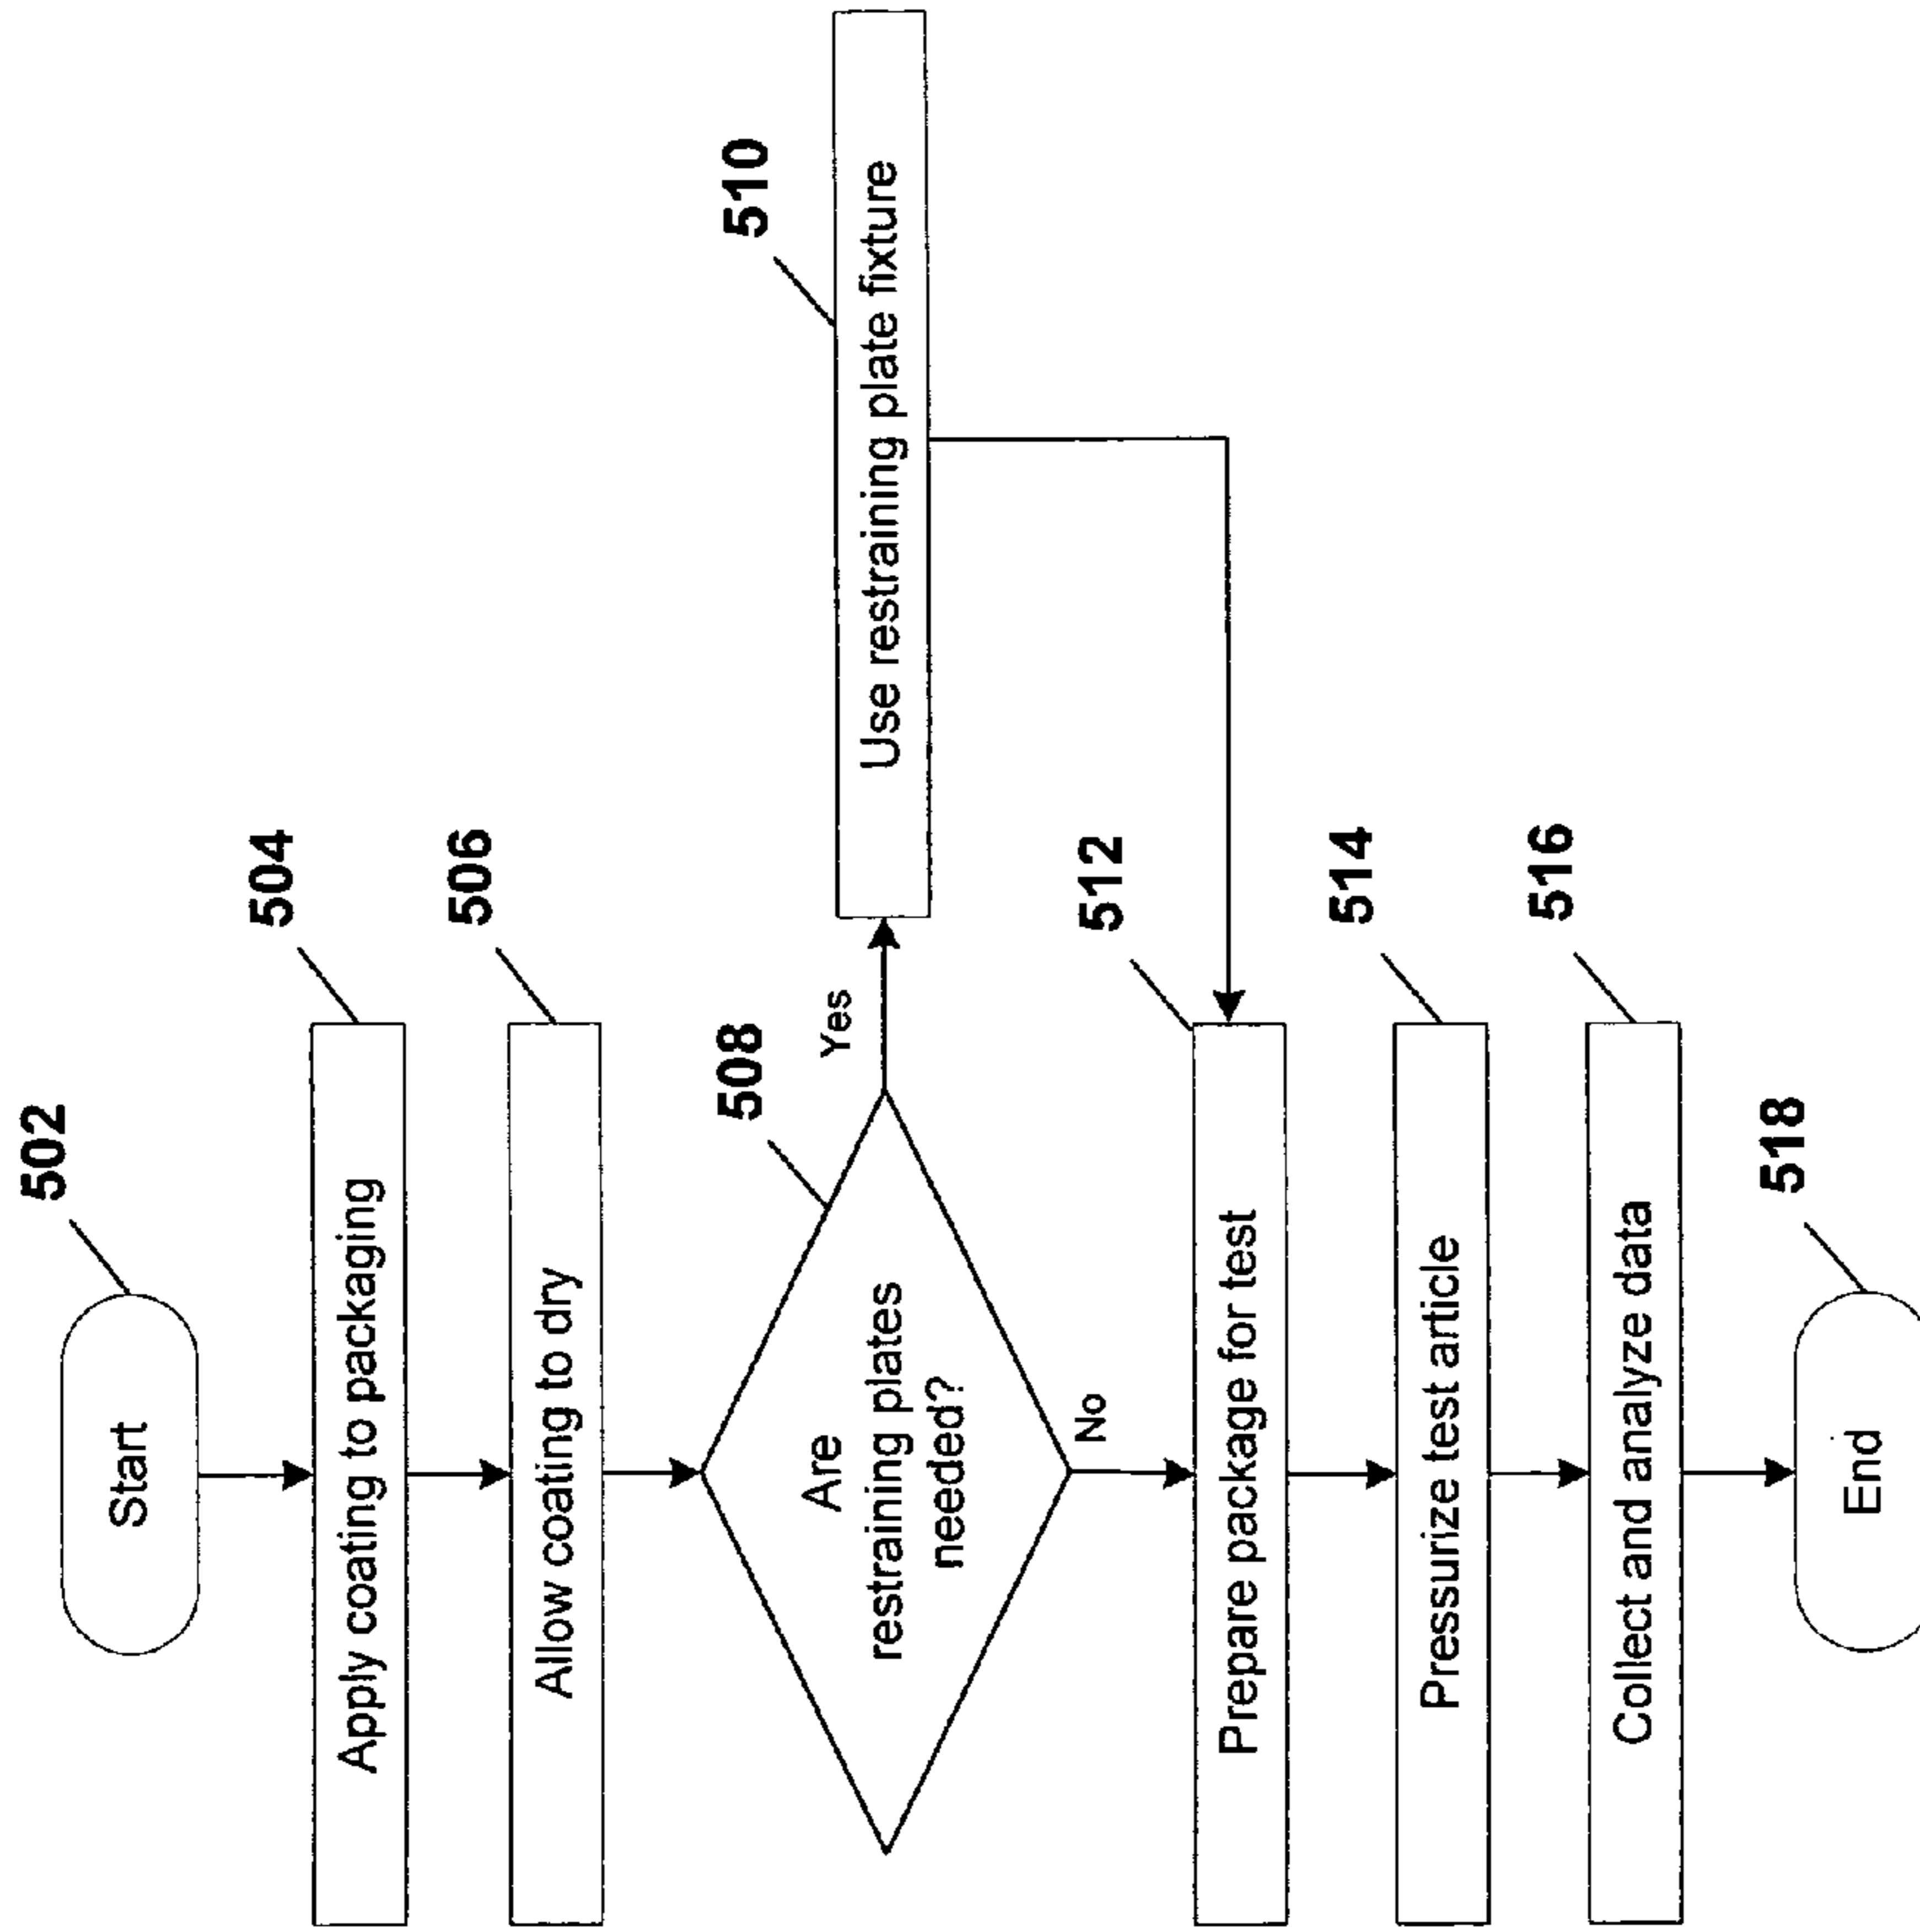 502
Start
504
Apply coating to packaging
506
Allow coating to dry
508
Are
restraining plates
needed?
Yes
510
Use restraining plate fixture
No
512
Prepare package for test
514
Pressurize test article
516
Collect and analyze data
518
End